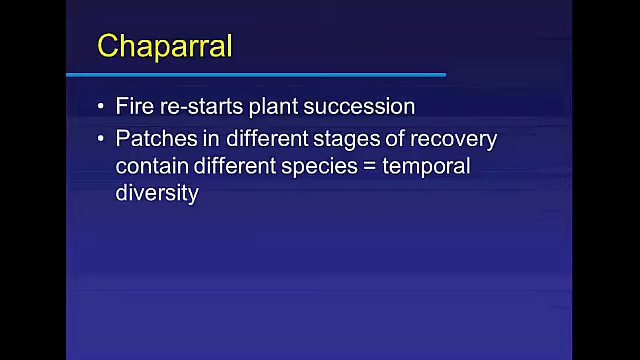 Chaparral
• Fire re-starts plant succession
• Patches in different stages of recovery
contain different species = temporal
diversity